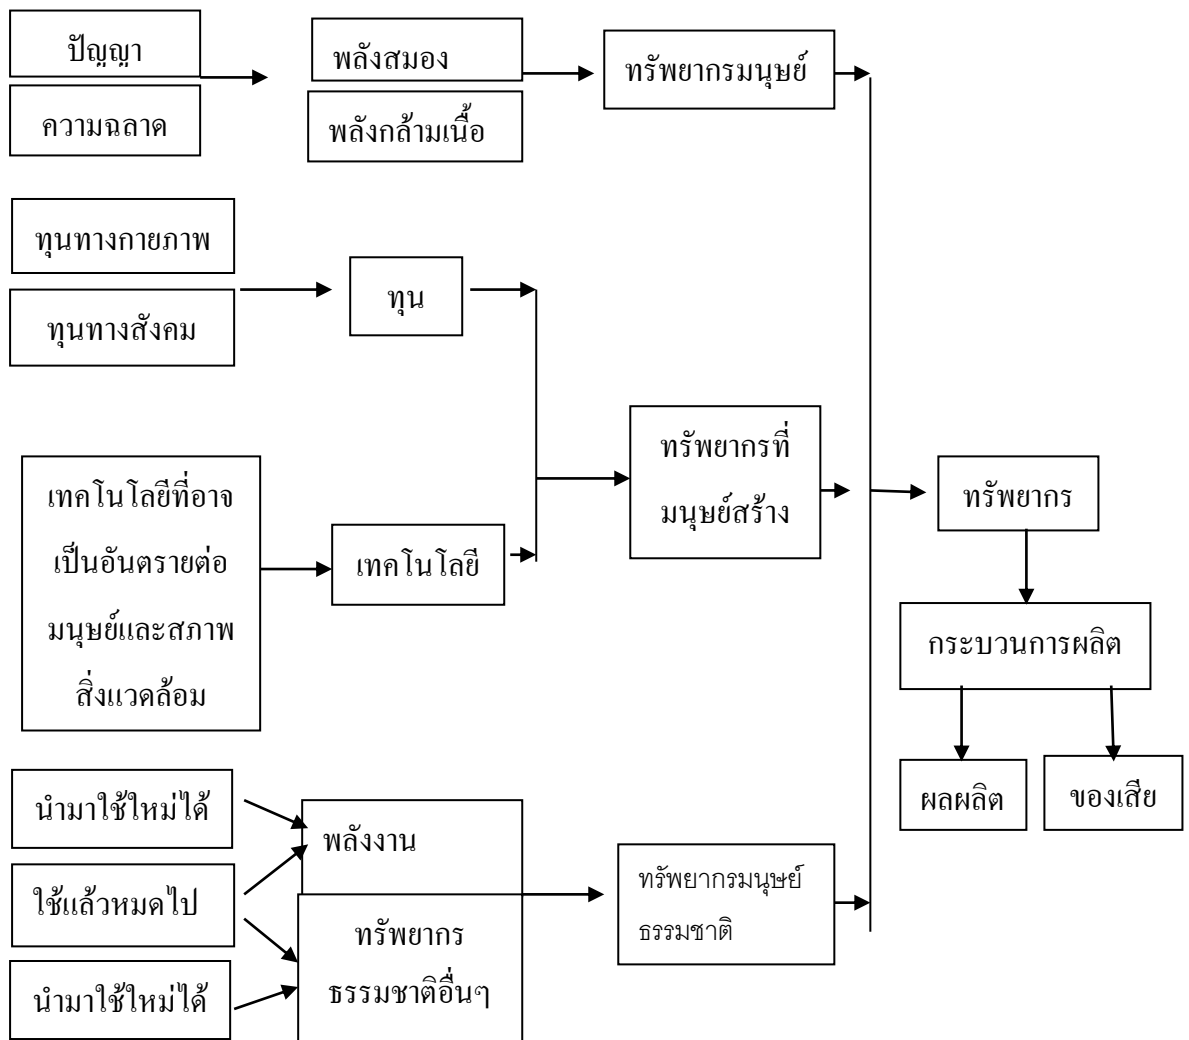 ปัญญา
ความฉลาด
พลังสมอง
พลังกล้ามเนื้อ
ทรัพยากรมนุษย์
ทุนทางกายภาพ
ทุนทางสังคม
ทุน
เทคโนโลยีที่อาจ
เป็นอันตรายต่อ
มนุษย์และสภาพ
สิ่งแวดล้อม
เทคโนโลยี
ทรัพยากรที่
มนุษย์สร้าง
นำมาใช้ใหม่ได้
ใช้แล้วหมดไป
นำมาใช้ใหม่ได้
พลังงาน
ทรัพยากร
ธรรมชาติอื่นๆ
ทรัพยากรมนุษย์
ธรรมชาติ
ทรัพยากร
กระบวนการผลิต
ผลผลิต
ของเสีย